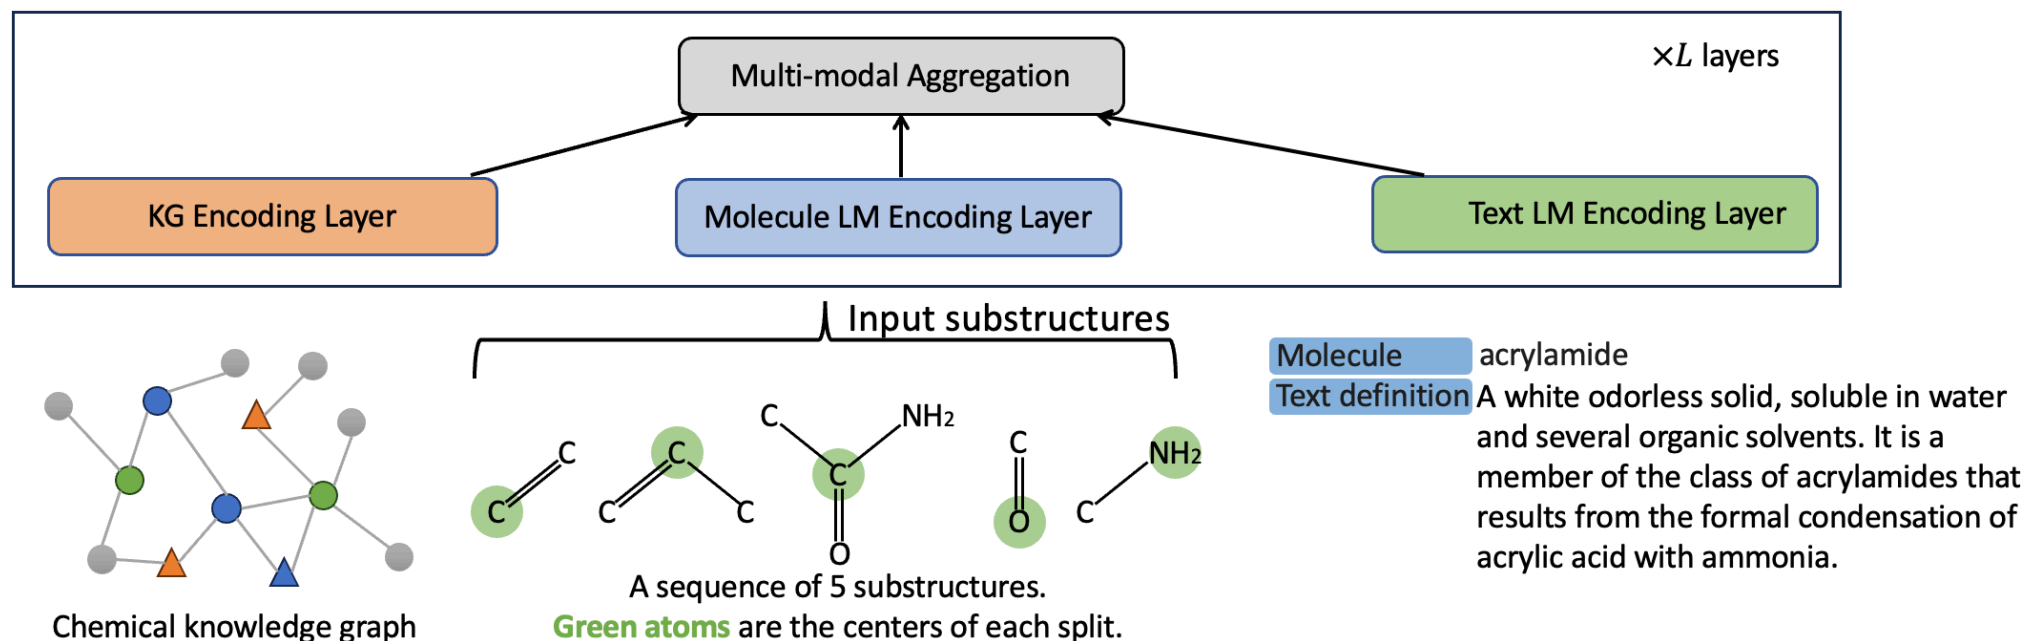 ×L layers
Multi-modal Aggregation
KG Encoding Layer
Molecule LM Encoding Layer
Text LM Encoding Layer
Input substructures
C
C
C
C
C
C
NH2
C
O
C
O
C
NH2
A sequence of 5 substructures.
Green atoms are the centers of each split.
Chemical knowledge graph
Molecule acrylamide
Text definition A white odorless solid, soluble in water
and several organic solvents. It is a
member of the class of acrylamides that
results from the formal condensation of
acrylic acid with ammonia.